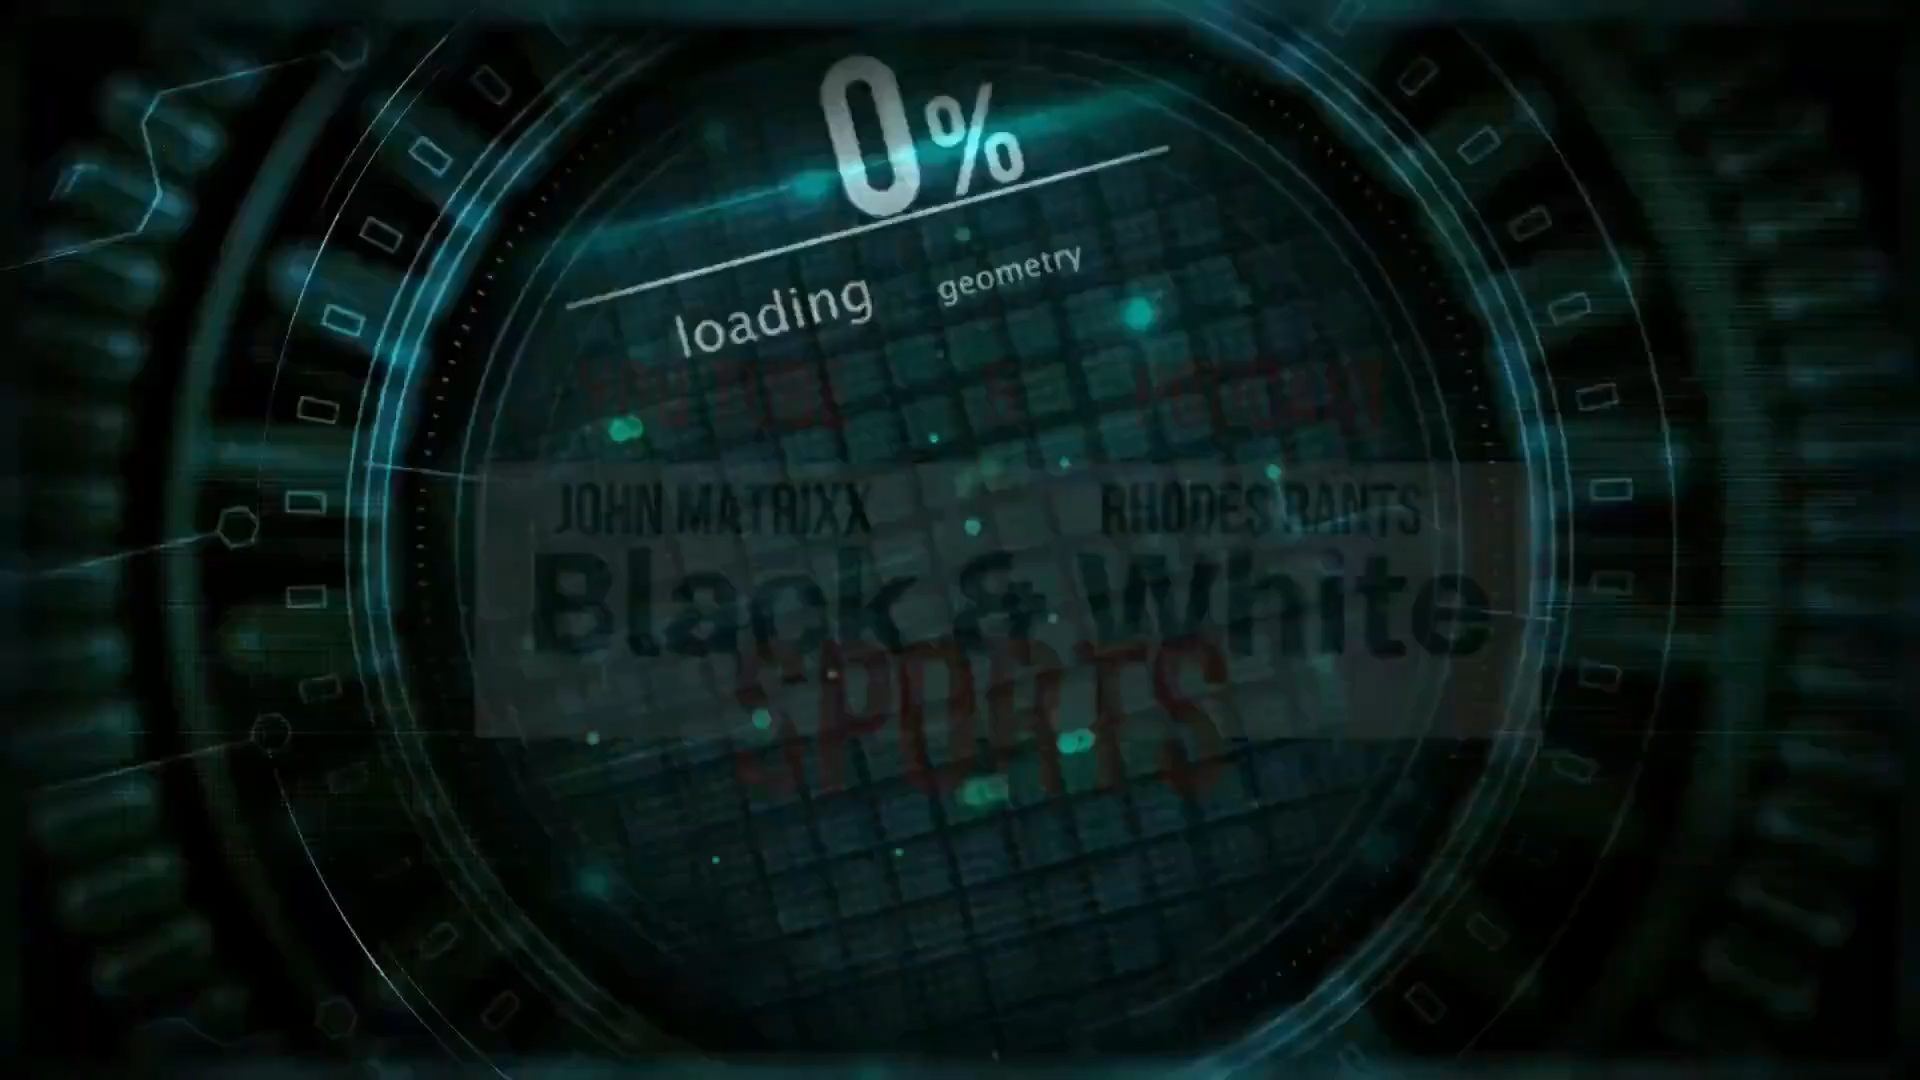 0%
loading geometry
JOHN MATRIXX RHODES RANTS
Black & White
SPORTS